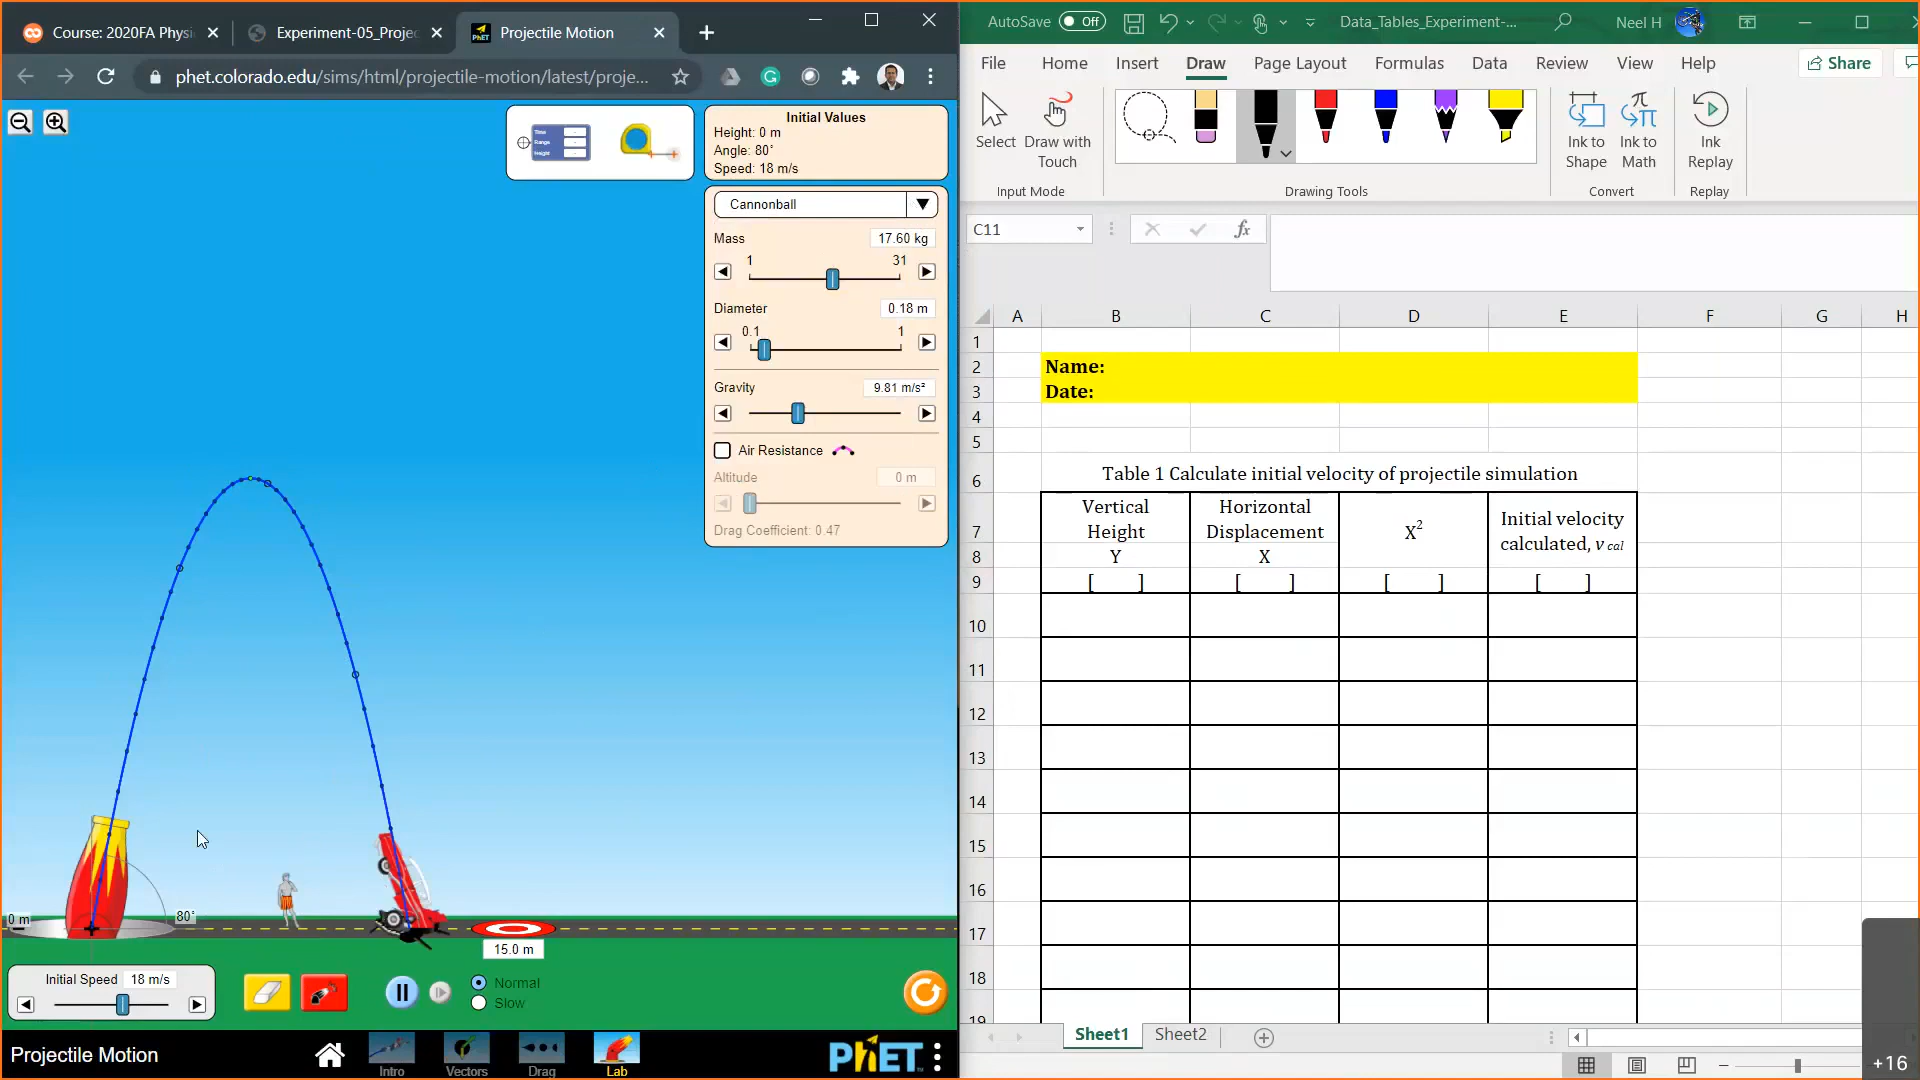 Course: 2020FA Physi
Experiment-05_Projec
Projectile Motion
phet.colorado.edu/sims/html/projectile-motion/latest/proje...
Initial Values
Height: 0 m
Angle: 80°
Speed: 18 m/s
Time
Range
Height
Cannonball
Mass
17.60 kg
1
31
Diameter
0.18 m
0.1
1
Gravity
9.81 m/s²
Air Resistance
Altitude
0 m
Drag Coefficient: 0.47
0 m
80°
15.0 m
Initial Speed
18 m/s
Normal
Slow
Projectile Motion
Intro
Vectors
Drag
Lab
PhET
AutoSave
Off
Data_Tables_Experiment-...
Neel H
File
Home
Insert
Draw
Page Layout
Formulas
Data
Review
View
Help
Share
Select
Draw with
Touch
Ink to
Shape
Ink to
Math
Ink
Replay
Input Mode
Drawing Tools
Convert
Replay
C11
fx
A B C D E F G H
1
2 Name:
3 Date:
4
5
6 Table 1 Calculate initial velocity of projectile simulation
Vertical
Height
Y
[ ]
Horizontal
Displacement
X
[ ]
X²
[ ]
Initial velocity
calculated, v cal
[ ]
7
8
9
10
11
12
13
14
15
16
17
18
19
Sheet1
Sheet2
+16